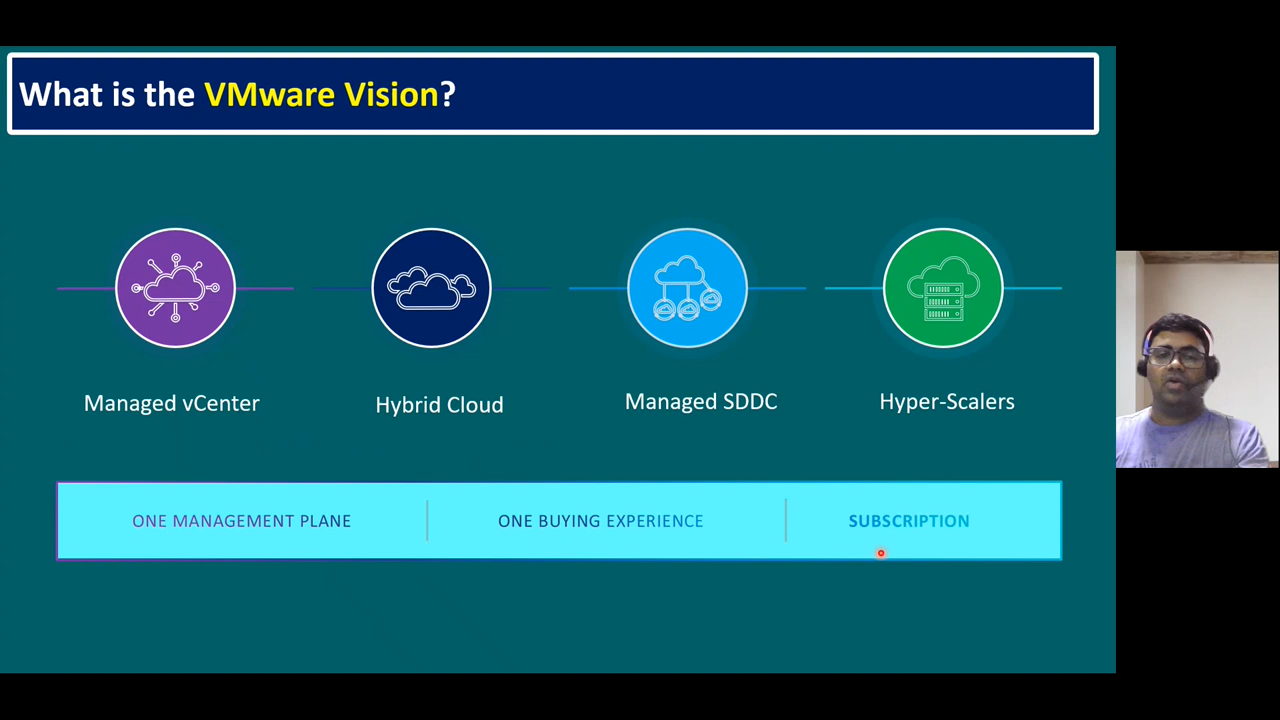 What is the VMware Vision?
Managed vCenter
Hybrid Cloud
Managed SDDC
Hyper-Scalers
ONE MANAGEMENT PLANE
ONE BUYING EXPERIENCE
SUBSCRIPTION